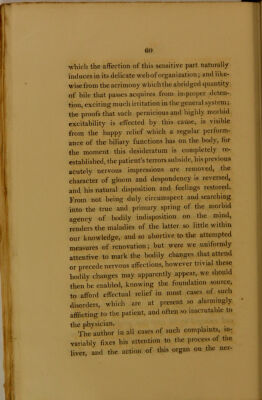 60
which the affection of this sensitive part naturally
induces in its delicate web of organization; and like-
wise from the acrimony which the abridged quantity
of bile that passes acquires from improper deten-
tion, exciting much irritation in the general system;
the proofs that such pernicious and highly morbid
excitability is effected by this cause, is visible
from the happy relief which a regular perform-
ance of the biliary functions has on the body, for
the moment this desideratum is completely re-
established, the patient's terrors subside, his previous
acutely nervous impressions are removed, the
character of gloom and despondency is reversed,
and his natural disposition and feelings restored.
From not being duly circumspect and searching
into the true and primary spring of the morbid
agency of bodily indisposition on the mind,
renders the maladies of the latter so little within
our knowledge, and so abortive to the attempted
measures of renovation; but were we uniformly
attentive to mark the bodily changes that attend
or precede nervous affections, however trivial these
bodily changes may apparently appear, we should
then be enabled, knowing the foundation source,
to afford effectual relief in most cases of such
disorders, which are at present so alarmingly
afflicting to the patient, and often so inscrutable to
the physician.
The author in all cases of such complaints, in-
variably fixes his attention to the process of the
liver, and the action of this organ on the ner-